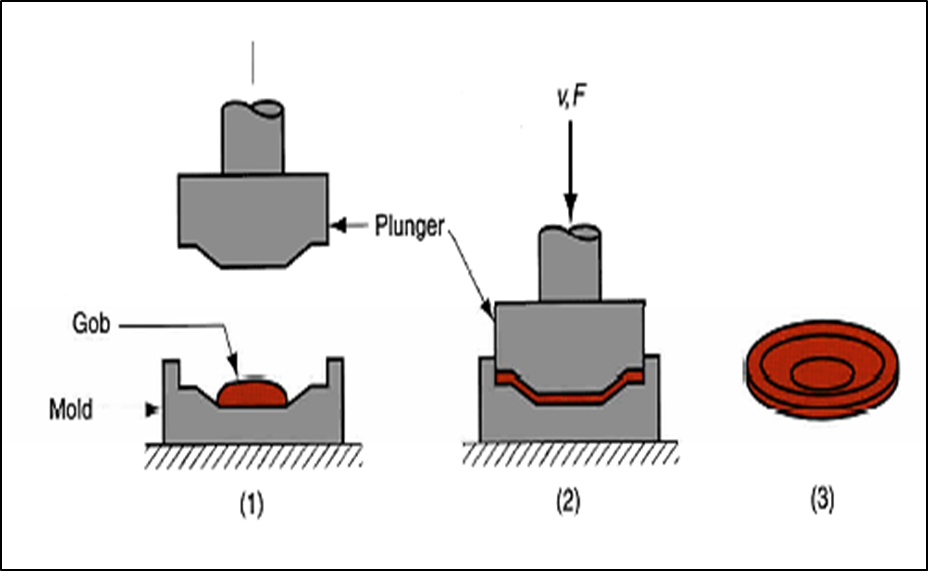 v,F
Plunger
Gob
Mold
(1)
(2)
(3)